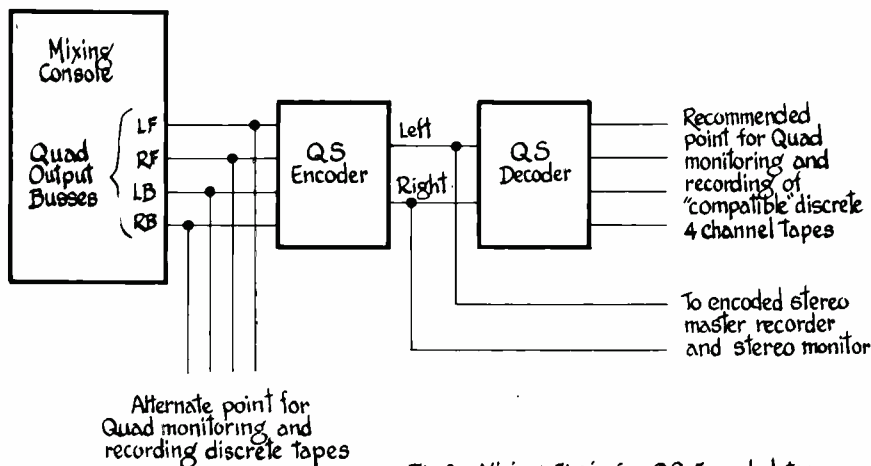 Mixing
Console
Quad
Output
Busses
LF
RF
LB
RB
QS
Encoder
Left
Right
QS
Decoder
Recommended
point for Quad
monitoring and
recording of
"compatible" discrete
4 channel tapes
To encoded stereo
master recorder
and stereo monitor
Alternate point for
Quad monitoring and
recording discrete tapes